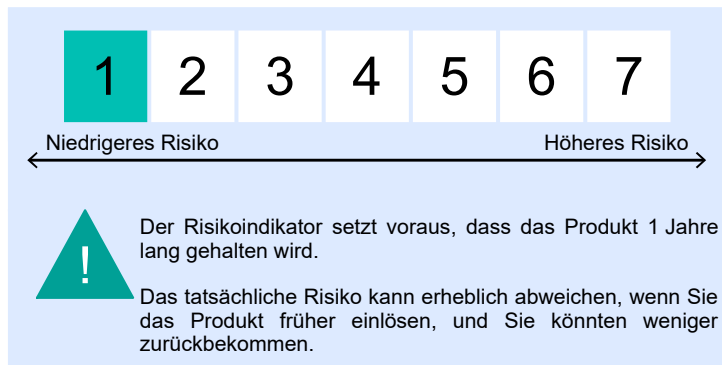 1 2 3 4 5 6 7
Niedrigeres Risiko Höheres Risiko
!
Der Risikoindikator setzt voraus, dass das Produkt 1 Jahre
lang gehalten wird.
Das tatsächliche Risiko kann erheblich abweichen, wenn Sie
das Produkt früher einlösen, und Sie könnten weniger
zurückbekommen.